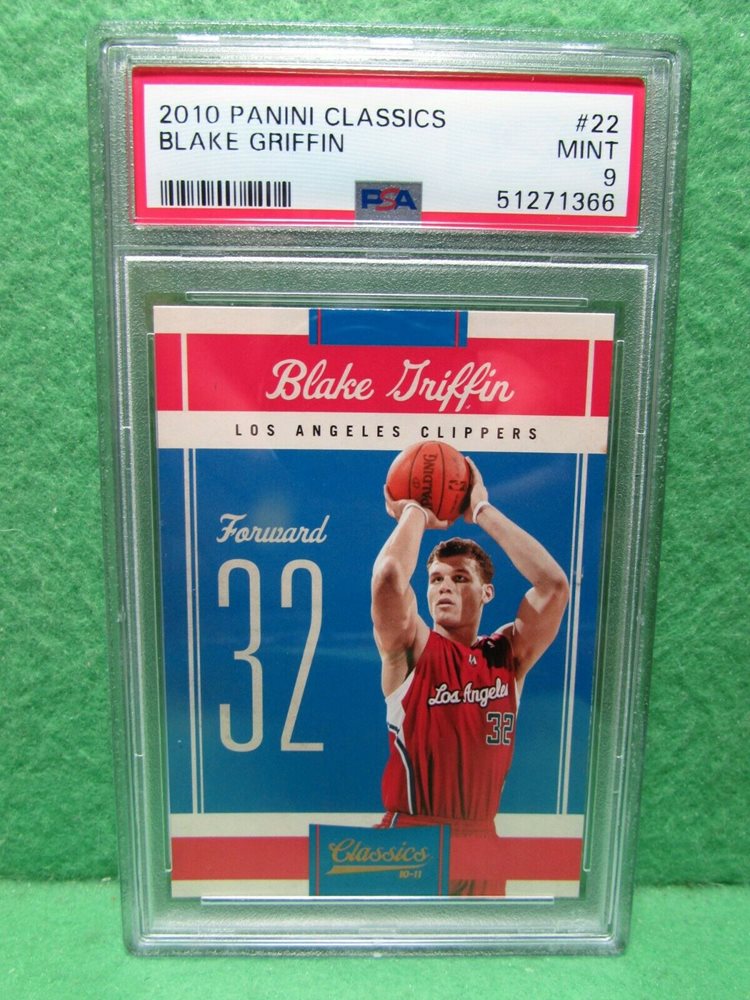 2010 PANINI CLASSICS #22
BLAKE GRIFFIN MINT
9
PSA 51271366
Blake Griffin
LOS ANGELES CLIPPERS
SPALDING
Forward
32
Los Angeles
32
Classics
10-11